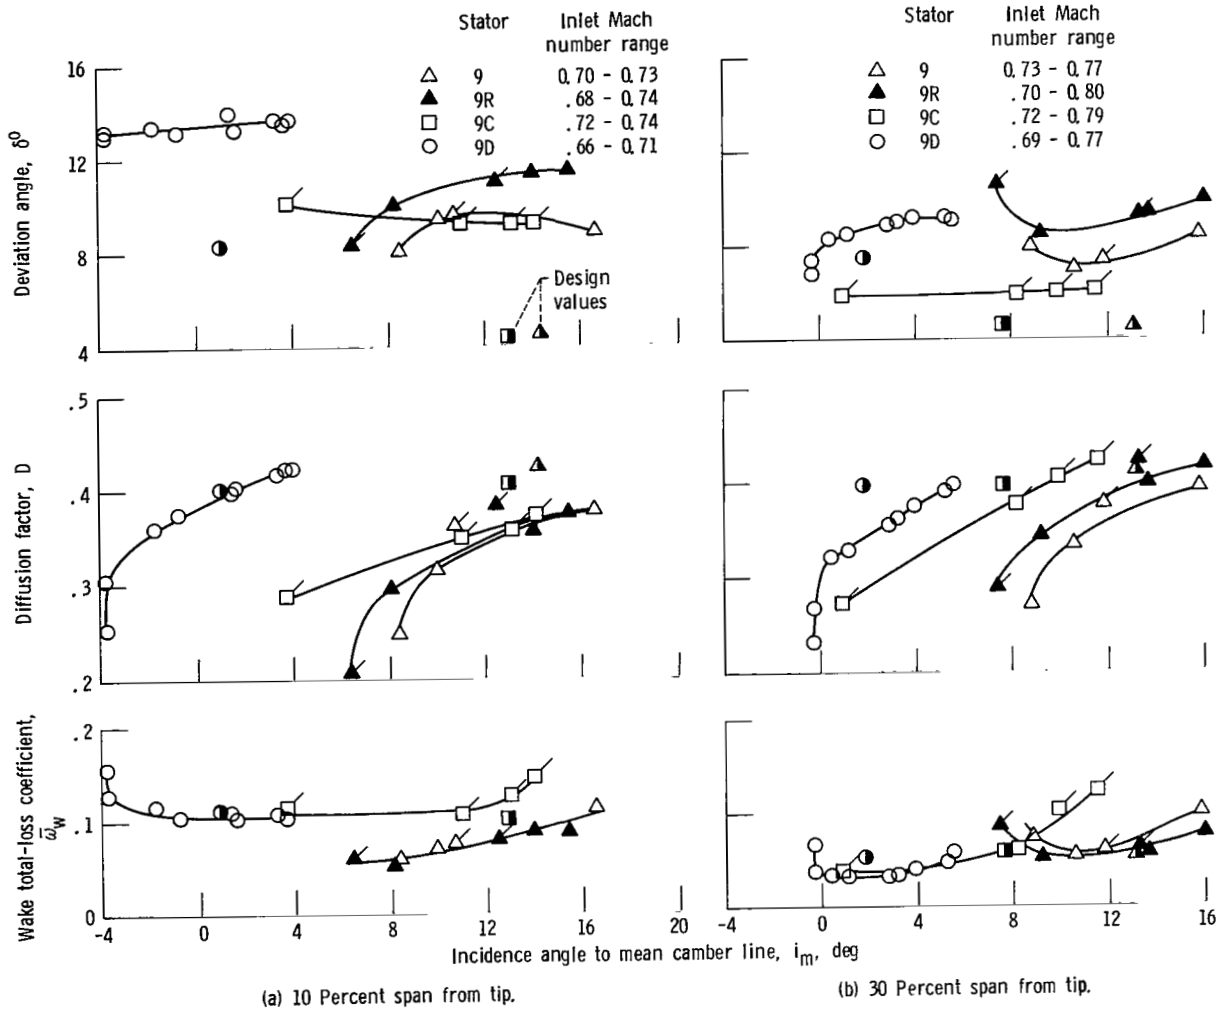 Stator Inlet Mach number range
9 0.70 - 0.73
9R .68 - 0.74
9C .72 - 0.74
9D .66 - 0.71
Stator Inlet Mach number range
9 0.73 - 0.77
9R .70 - 0.80
9C .72 - 0.79
9D .69 - 0.77
Deviation angle, δ⁰
16
12
8
4
Design
values
Diffusion factor, D
.5
.4
.3
.2
Wake total-loss coefficient,
ω̅w
.2
.1
0
-4 0 4 8 12 16 20
-4 0 4 8 12 16
Incidence angle to mean camber line, im, deg
(a) 10 Percent span from tip.
(b) 30 Percent span from tip.